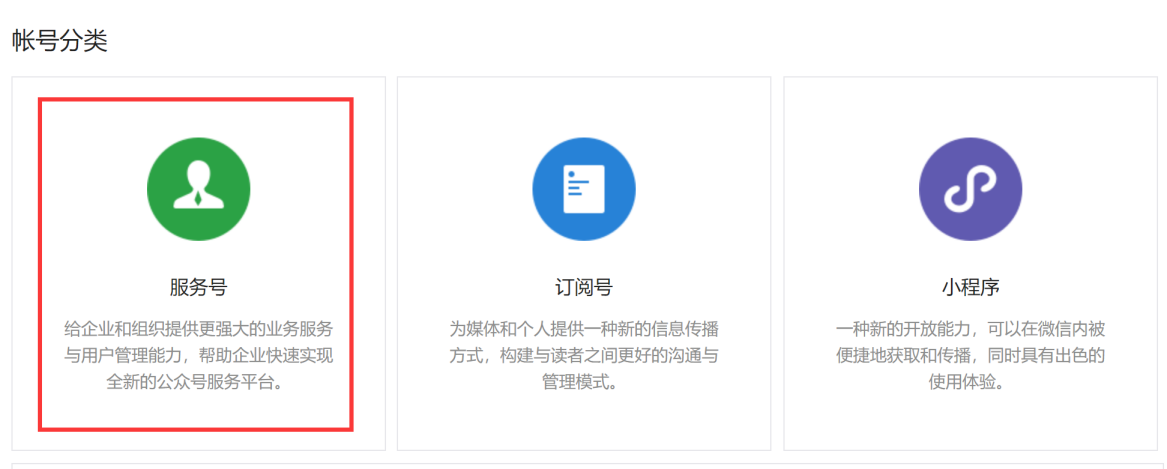 帐号分类
服务号
给企业和组织提供更强大的业务服务
与用户管理能力，帮助企业快速实现
全新的公众号服务平台。
订阅号
为媒体和个人提供一种新的信息传播
方式，构建与读者之间更好的沟通与
管理模式。
小程序
一种新的开放能力，可以在微信内被
便捷地获取和传播，同时具有出色的
使用体验。